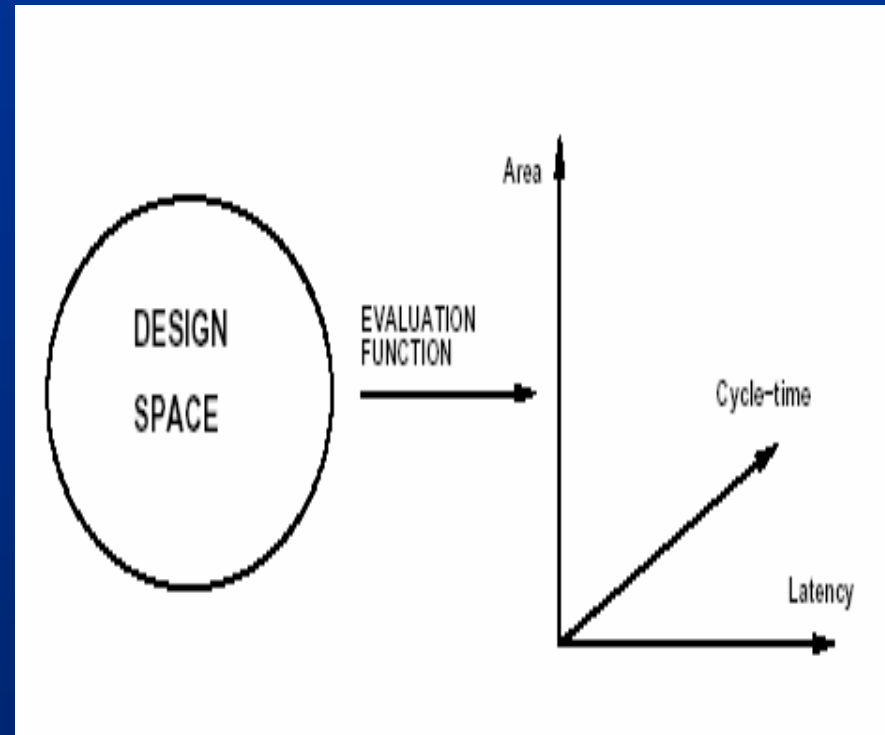 DESIGN
SPACE
EVALUATION
FUNCTION
Area
Cycle-time
Latency